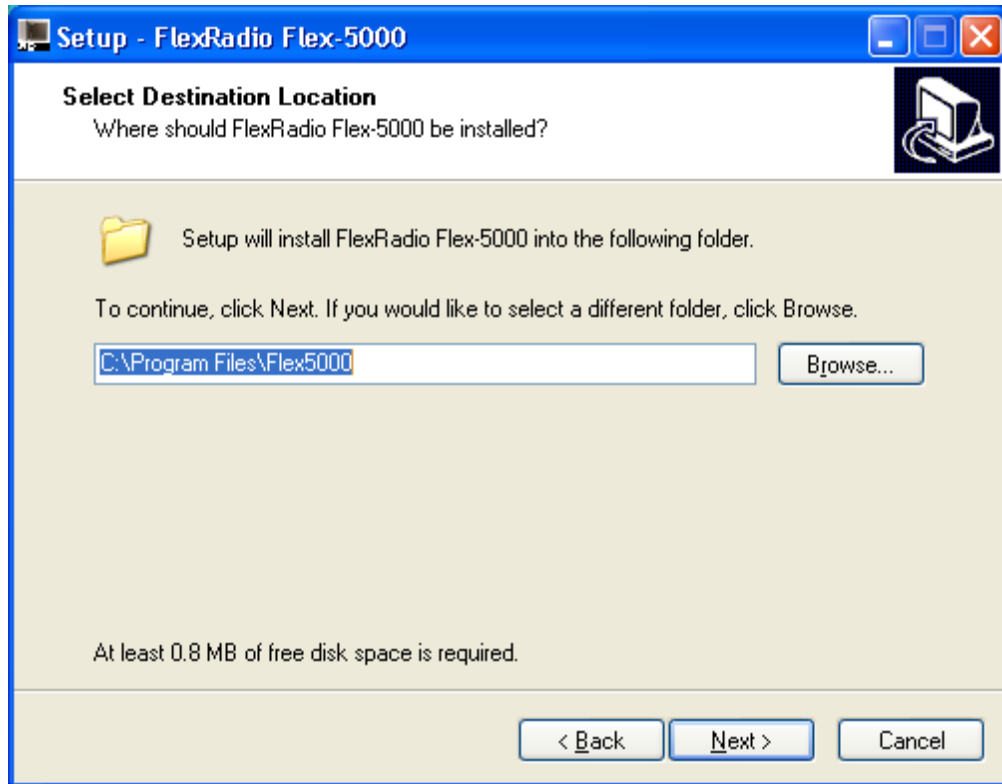 Setup - FlexRadio Flex-5000
Select Destination Location
Where should FlexRadio Flex-5000 be installed?
Setup will install FlexRadio Flex-5000 into the following folder.
To continue, click Next. If you would like to select a different folder, click Browse.
C:\Program Files\Flex5000
Browse...
At least 0.8 MB of free disk space is required.
< Back
Next >
Cancel